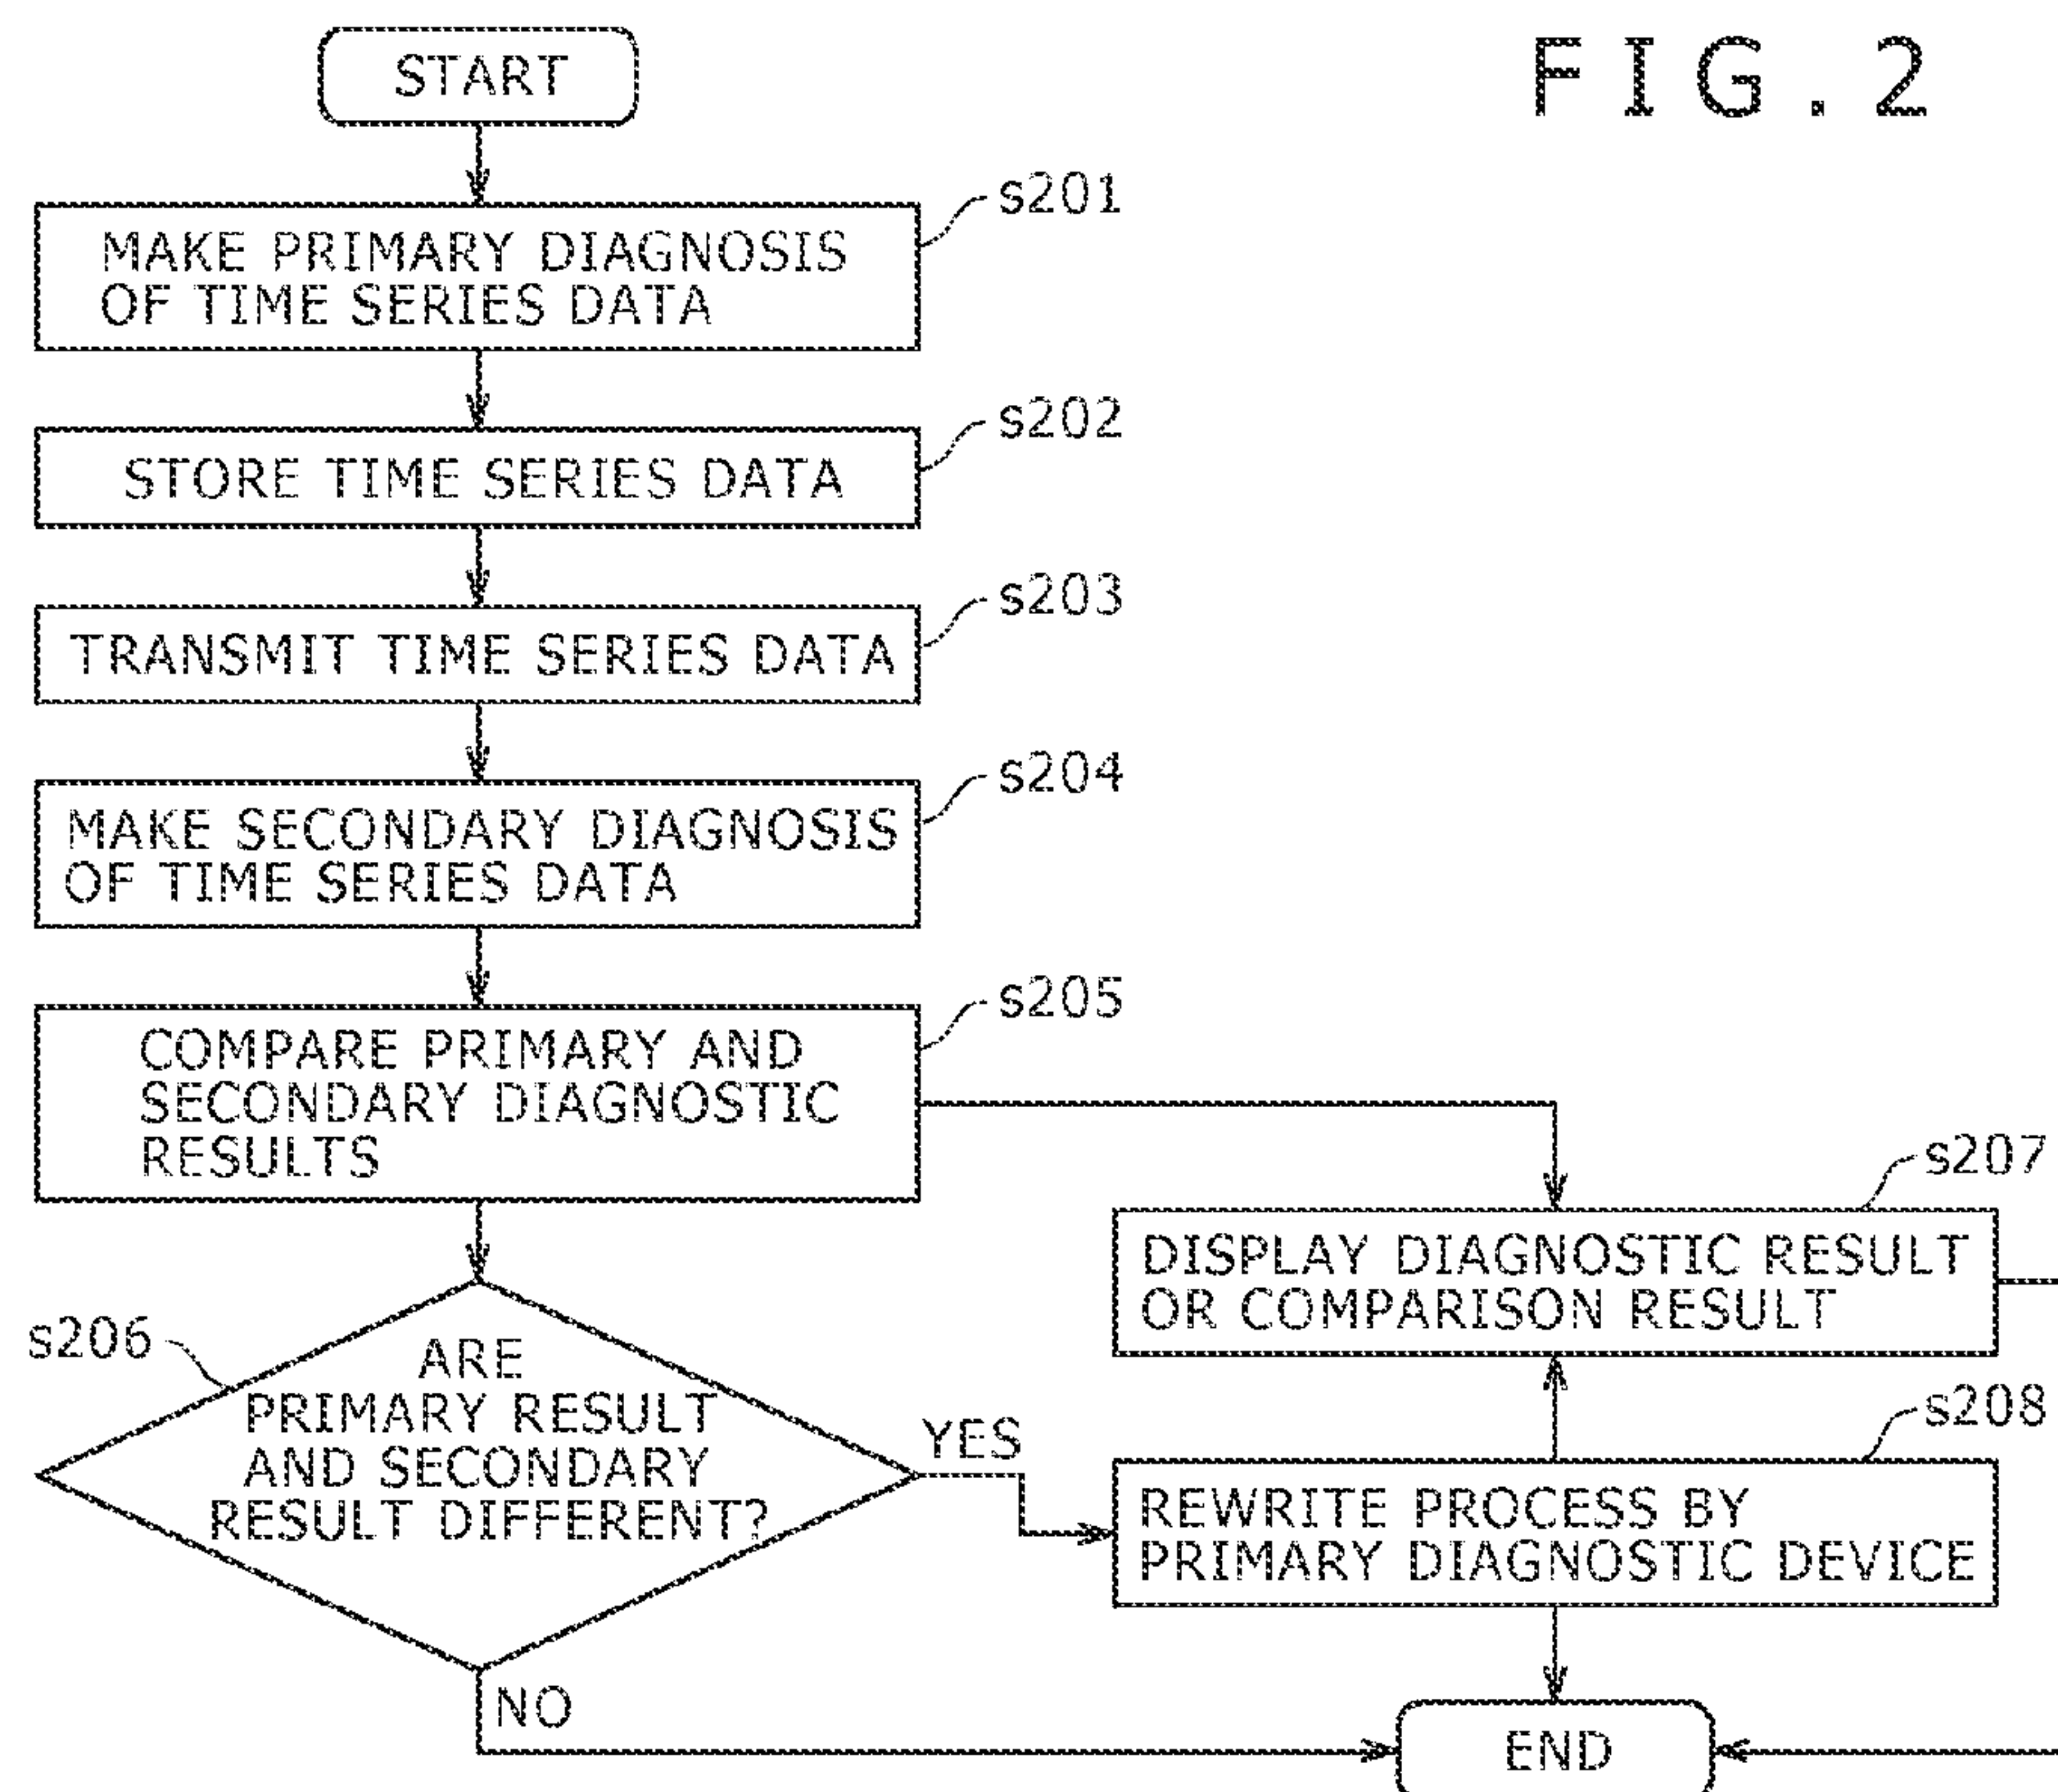 FIG.2
START
s201
MAKE PRIMARY DIAGNOSIS
OF TIME SERIES DATA
s202
STORE TIME SERIES DATA
s203
TRANSMIT TIME SERIES DATA
s204
MAKE SECONDARY DIAGNOSIS
OF TIME SERIES DATA
s205
COMPARE PRIMARY AND
SECONDARY DIAGNOSTIC
RESULTS
s206
ARE
PRIMARY RESULT
AND SECONDARY
RESULT DIFFERENT?
YES
NO
s207
DISPLAY DIAGNOSTIC RESULT
OR COMPARISON RESULT
s208
REWRITE PROCESS BY
PRIMARY DIAGNOSTIC DEVICE
END